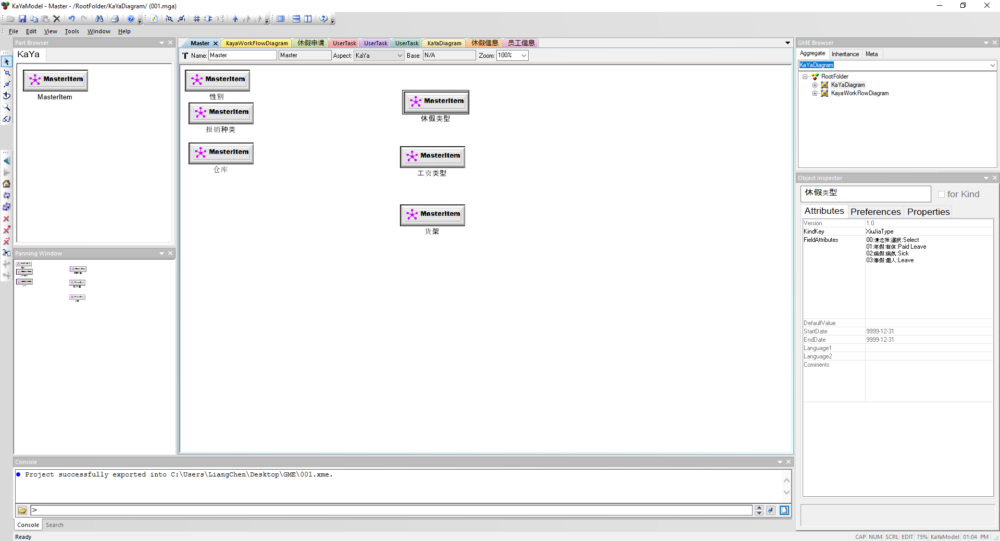 KaYaModel - Master - /RootFolder/KaYaDiagram/ (001.mga)
File Edit View Tools Window Help
Part Browser
KaYa
MasterItem
MasterItem
Panning Window
Master KayaWorkFlowDiagram 休假申请 UserTask UserTask UserTask KaYaDiagram 休假信息 员工信息
Name: Master Master Aspect: KaYa Base: N/A Zoom: 100%
MasterItem
性别
MasterItem
报销种类
MasterItem
仓库
MasterItem
休假类型
MasterItem
工资类型
MasterItem
货架
GME Browser
Aggregate Inheritance Meta
KaYaDiagram
RootFolder
KaYaDiagram
KayaWorkFlowDiagram
Object Inspector
休假类型 for Kind
Attributes Preferences Properties
Version 1.0
KindKey XiuJiaType
FieldAttributes 00:请选择:選択:Select
01:年假:有休:Paid Leave
02:病假:病気:Sick
03:事假:個人:Leave
DefaultValue
StartDate 9999-12-31
EndDate 9999-12-31
Language1
Language2
Comments
Console
Project successfully exported into C:\Users\LiangChen\Desktop\GME\001.xme.
>
Console Search
Ready CAP NUM SCRL EDIT 75% KaYaModel 01:04 PM